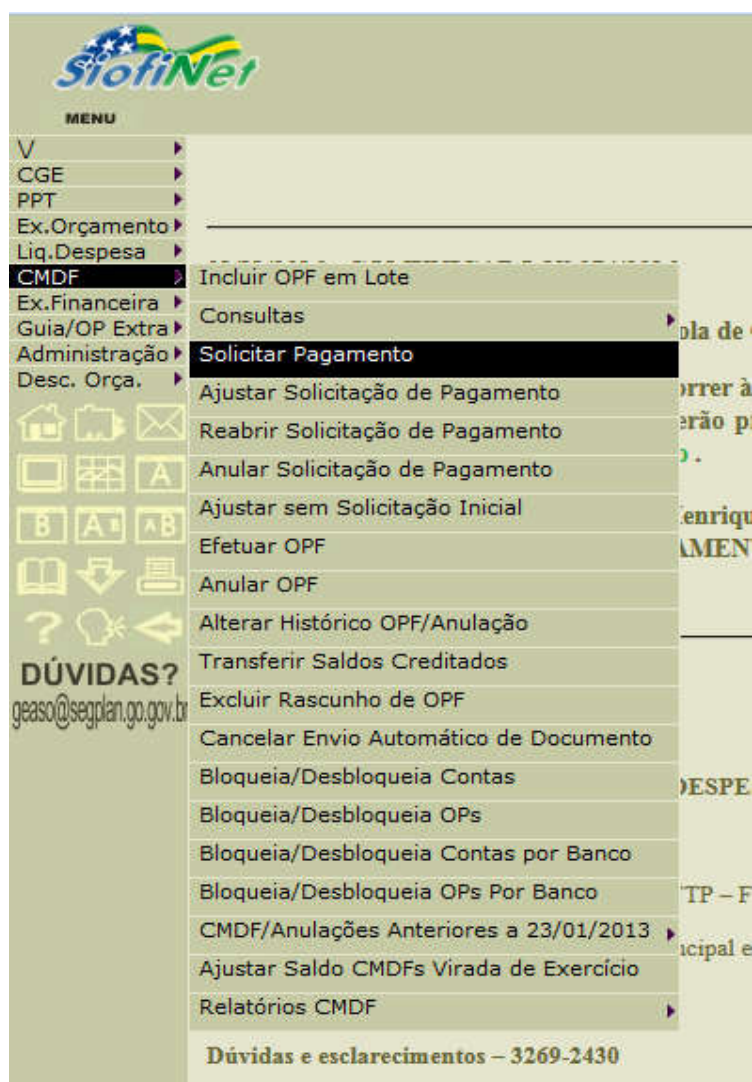 SiofiNet
MENU
V
CGE
PPT
Ex.Orçamento
Liq.Despesa
CMDF
Ex.Financeira
Guia/OP Extra
Administração
Desc. Orça.
A
B A B A B
DÚVIDAS?
geaso@segplan.go.gov.br
Incluir OPF em Lote
Consultas
Solicitar Pagamento
Ajustar Solicitação de Pagamento
Reabrir Solicitação de Pagamento
Anular Solicitação de Pagamento
Ajustar sem Solicitação Inicial
Efetuar OPF
Anular OPF
Alterar Histórico OPF/Anulação
Transferir Saldos Creditados
Excluir Rascunho de OPF
Cancelar Envio Automático de Documento
Bloqueia/Desbloqueia Contas
Bloqueia/Desbloqueia OPs
Bloqueia/Desbloqueia Contas por Banco
Bloqueia/Desbloqueia OPs Por Banco
CMDF/Anulações Anteriores a 23/01/2013
Ajustar Saldo CMDFs Virada de Exercício
Relatórios CMDF
Dúvidas e esclarecimentos – 3269-2430